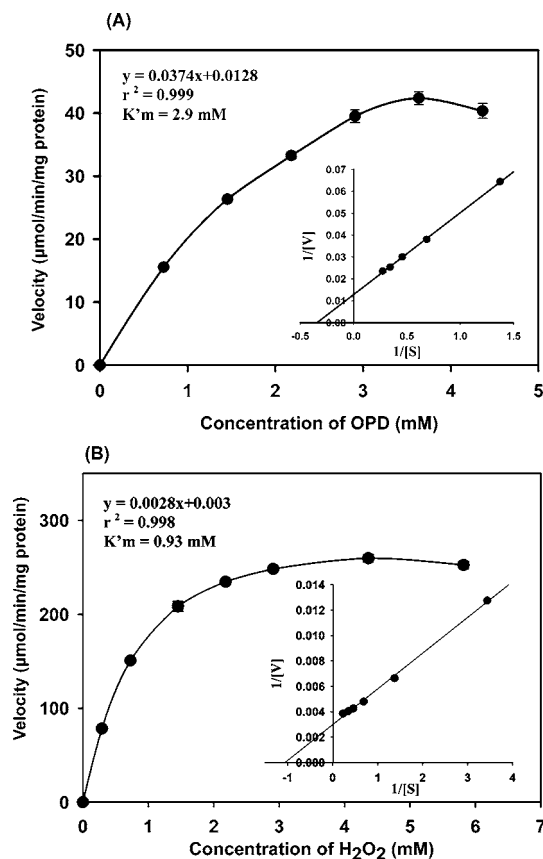 (A)
y = 0.0374x+0.0128
r 2 = 0.999
K'm = 2.9 mM
Velocity (µmol/min/mg protein)
50
40
30
20
10
0
0 1 2 3 4 5
Concentration of OPD (mM)
1/[V]
0.07
0.06
0.05
0.04
0.03
0.02
0.01
0.00
-0.5 0.0 0.5 1.0 1.5
1/[S]
(B)
y = 0.0028x+0.003
r 2 = 0.998
K'm = 0.93 mM
Velocity (µmol/min/mg protein)
300
200
100
0
0 1 2 3 4 5 6 7
Concentration of H2O2 (mM)
1/[V]
0.014
0.012
0.010
0.008
0.006
0.004
0.002
0.000
-1 0 1 2 3 4
1/[S]